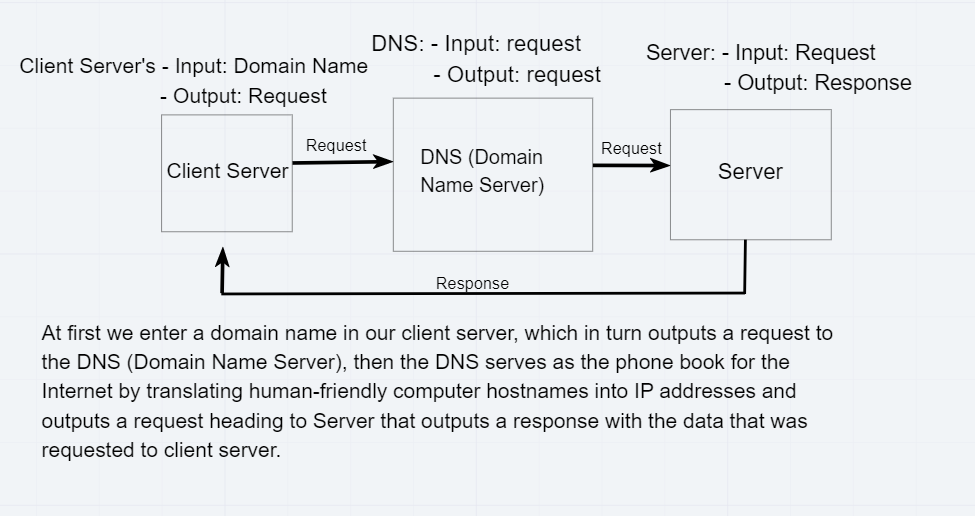 DNS: - Input: request
- Output: request
Server: - Input: Request
- Output: Response
Client Server's - Input: Domain Name
- Output: Request
Client Server
Request
DNS (Domain
Name Server)
Request
Server
Response
At first we enter a domain name in our client server, which in turn outputs a request to
the DNS (Domain Name Server), then the DNS serves as the phone book for the
Internet by translating human-friendly computer hostnames into IP addresses and
outputs a request heading to Server that outputs a response with the data that was
requested to client server.